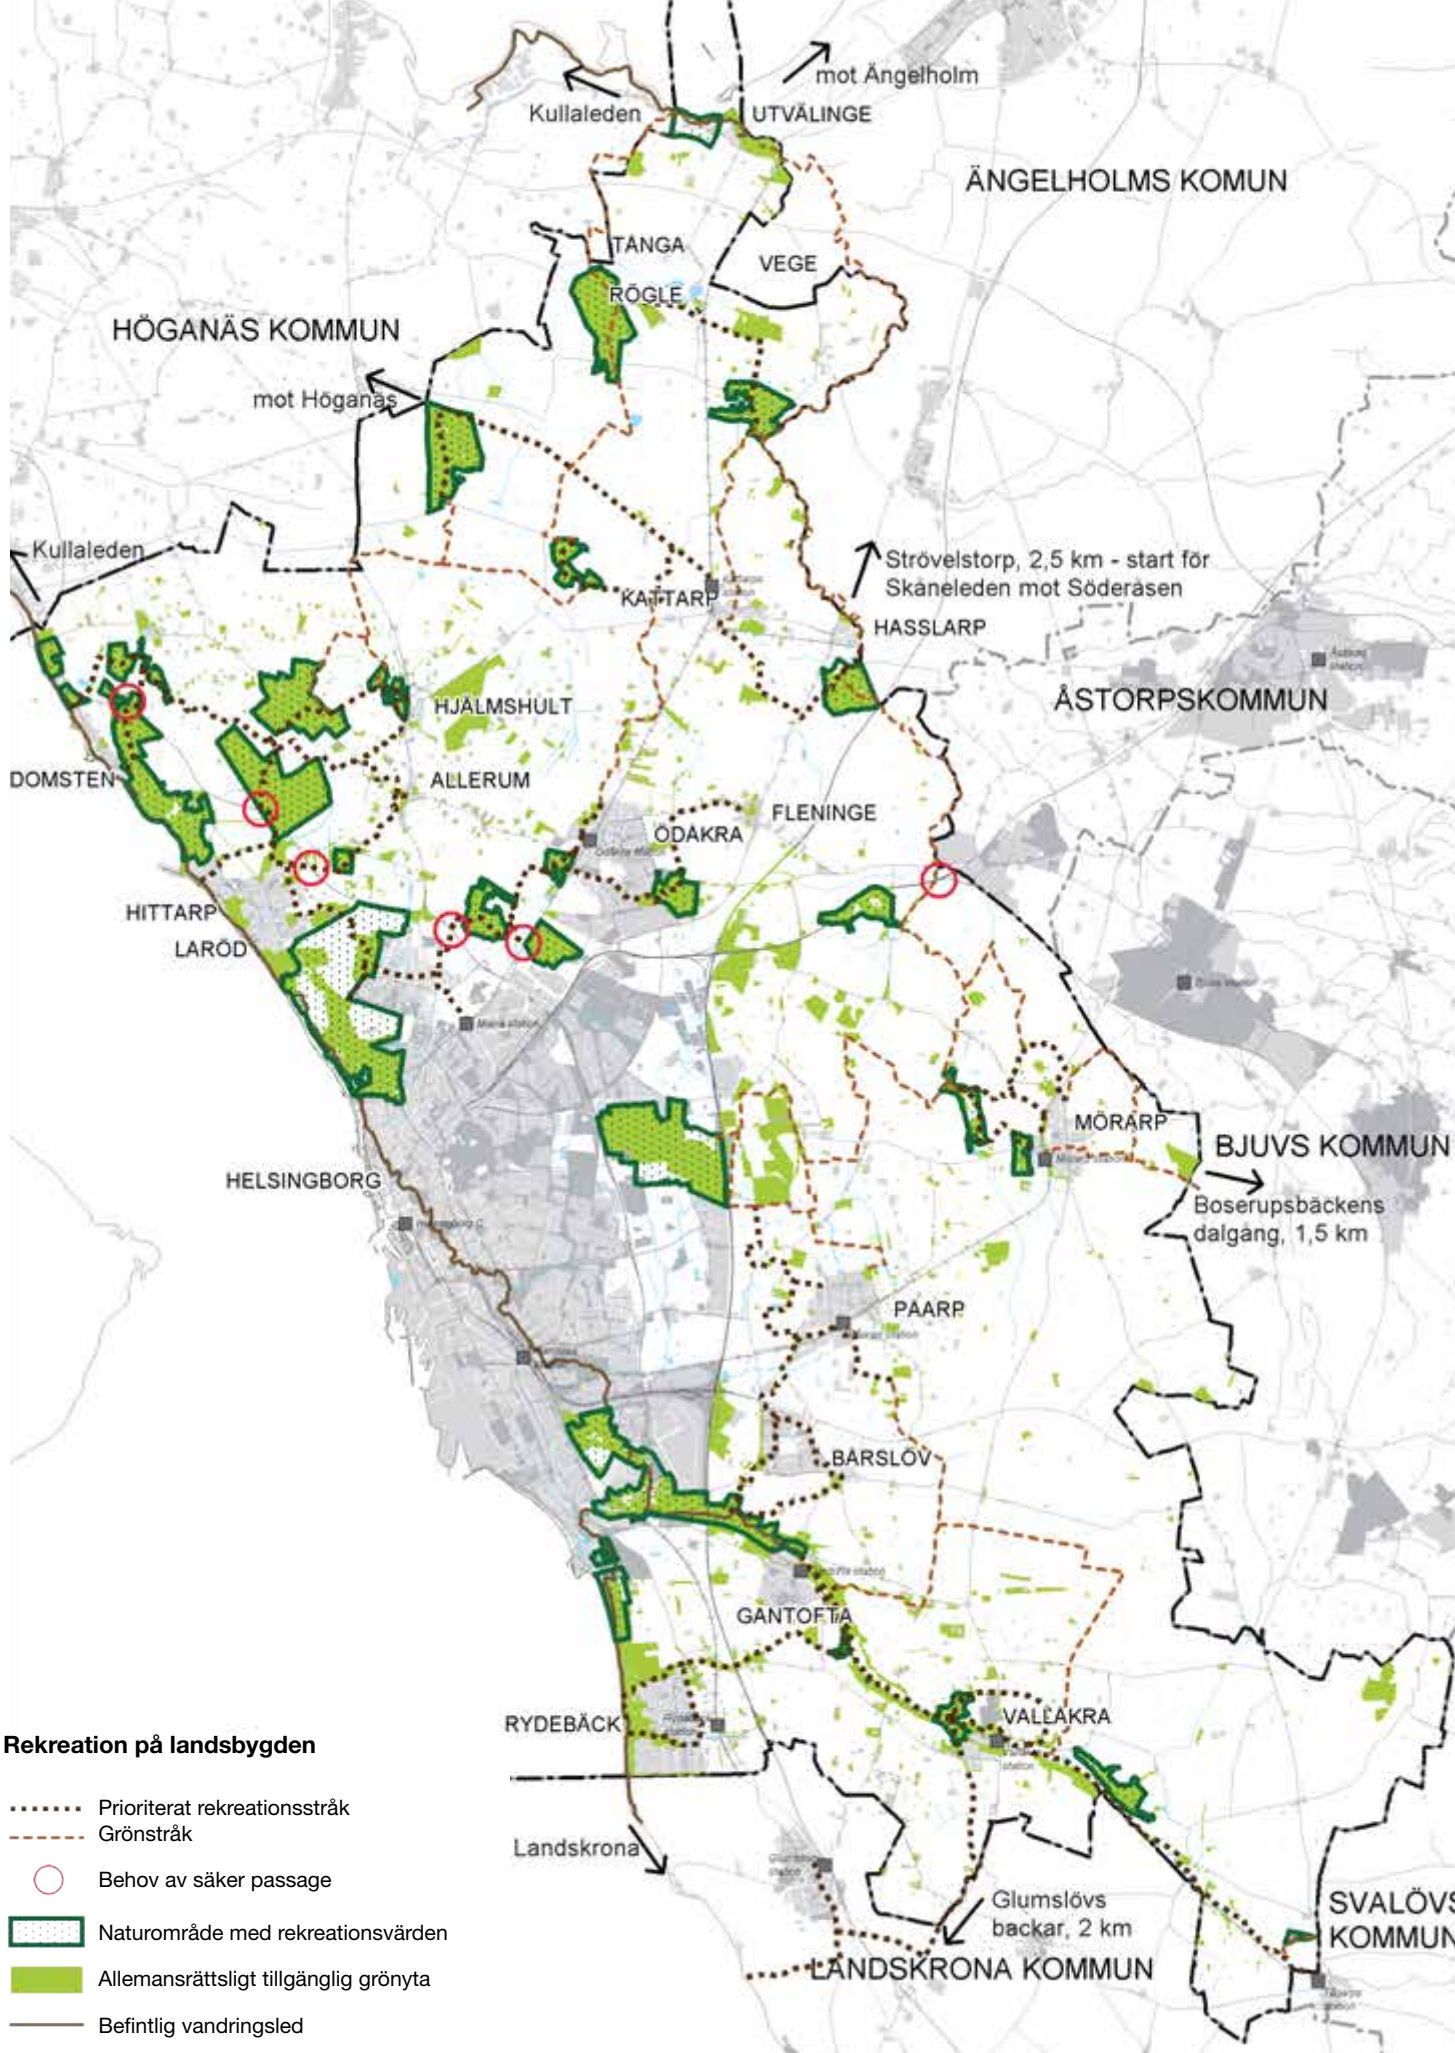 mot Ängelholm
Kullaleden
UTVÄLINGE
ÄNGELHOLMS KOMUN
TÅNGA
VEGE
RÖGLE
HÖGANÄS KOMMUN
mot Höganäs
Kullaleden
Strövelstorp, 2,5 km - start för
Skåneleden mot Söderåsen
KATTARP
HASSLARP
ÅSTORPSKOMMUN
HJÄLMSHULT
DOMSTEN
ALLERUM
FLENINGE
ÖDÅKRA
HITTARP
LARÖD
MÖRARP
BJUVS KOMMUN
HELSINGBORG
Boserupsbäckens
dalgång, 1,5 km
PÅARP
BÅRSLÖV
GANTOFTA
RYDEBÄCK
VALLÅKRA
Landskrona
Glumslövs
backar, 2 km
SVALÖVS
KOMMUN
LANDSKRONA KOMMUN
Rekreation på landsbygden
Prioriterat rekreationsstråk
Grönstråk
Behov av säker passage
Naturområde med rekreationsvärden
Allemansrättsligt tillgänglig grönyta
Befintlig vandringsled